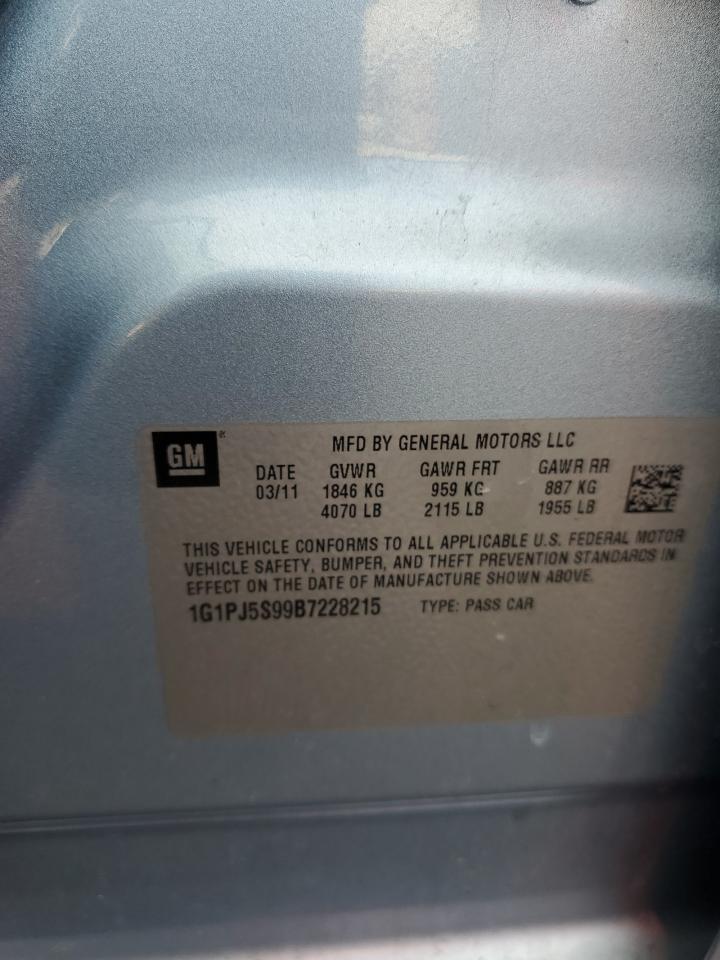 GM
MFD BY GENERAL MOTORS LLC
DATE GVWR GAWR FRT GAWR RR
03/11 1846 KG 959 KG 887 KG
4070 LB 2115 LB 1955 LB
THIS VEHICLE CONFORMS TO ALL APPLICABLE U.S. FEDERAL MOTOR
VEHICLE SAFETY, BUMPER, AND THEFT PREVENTION STANDARDS IN
EFFECT ON THE DATE OF MANUFACTURE SHOWN ABOVE.
1G1PJ5S99B7228215 TYPE: PASS CAR